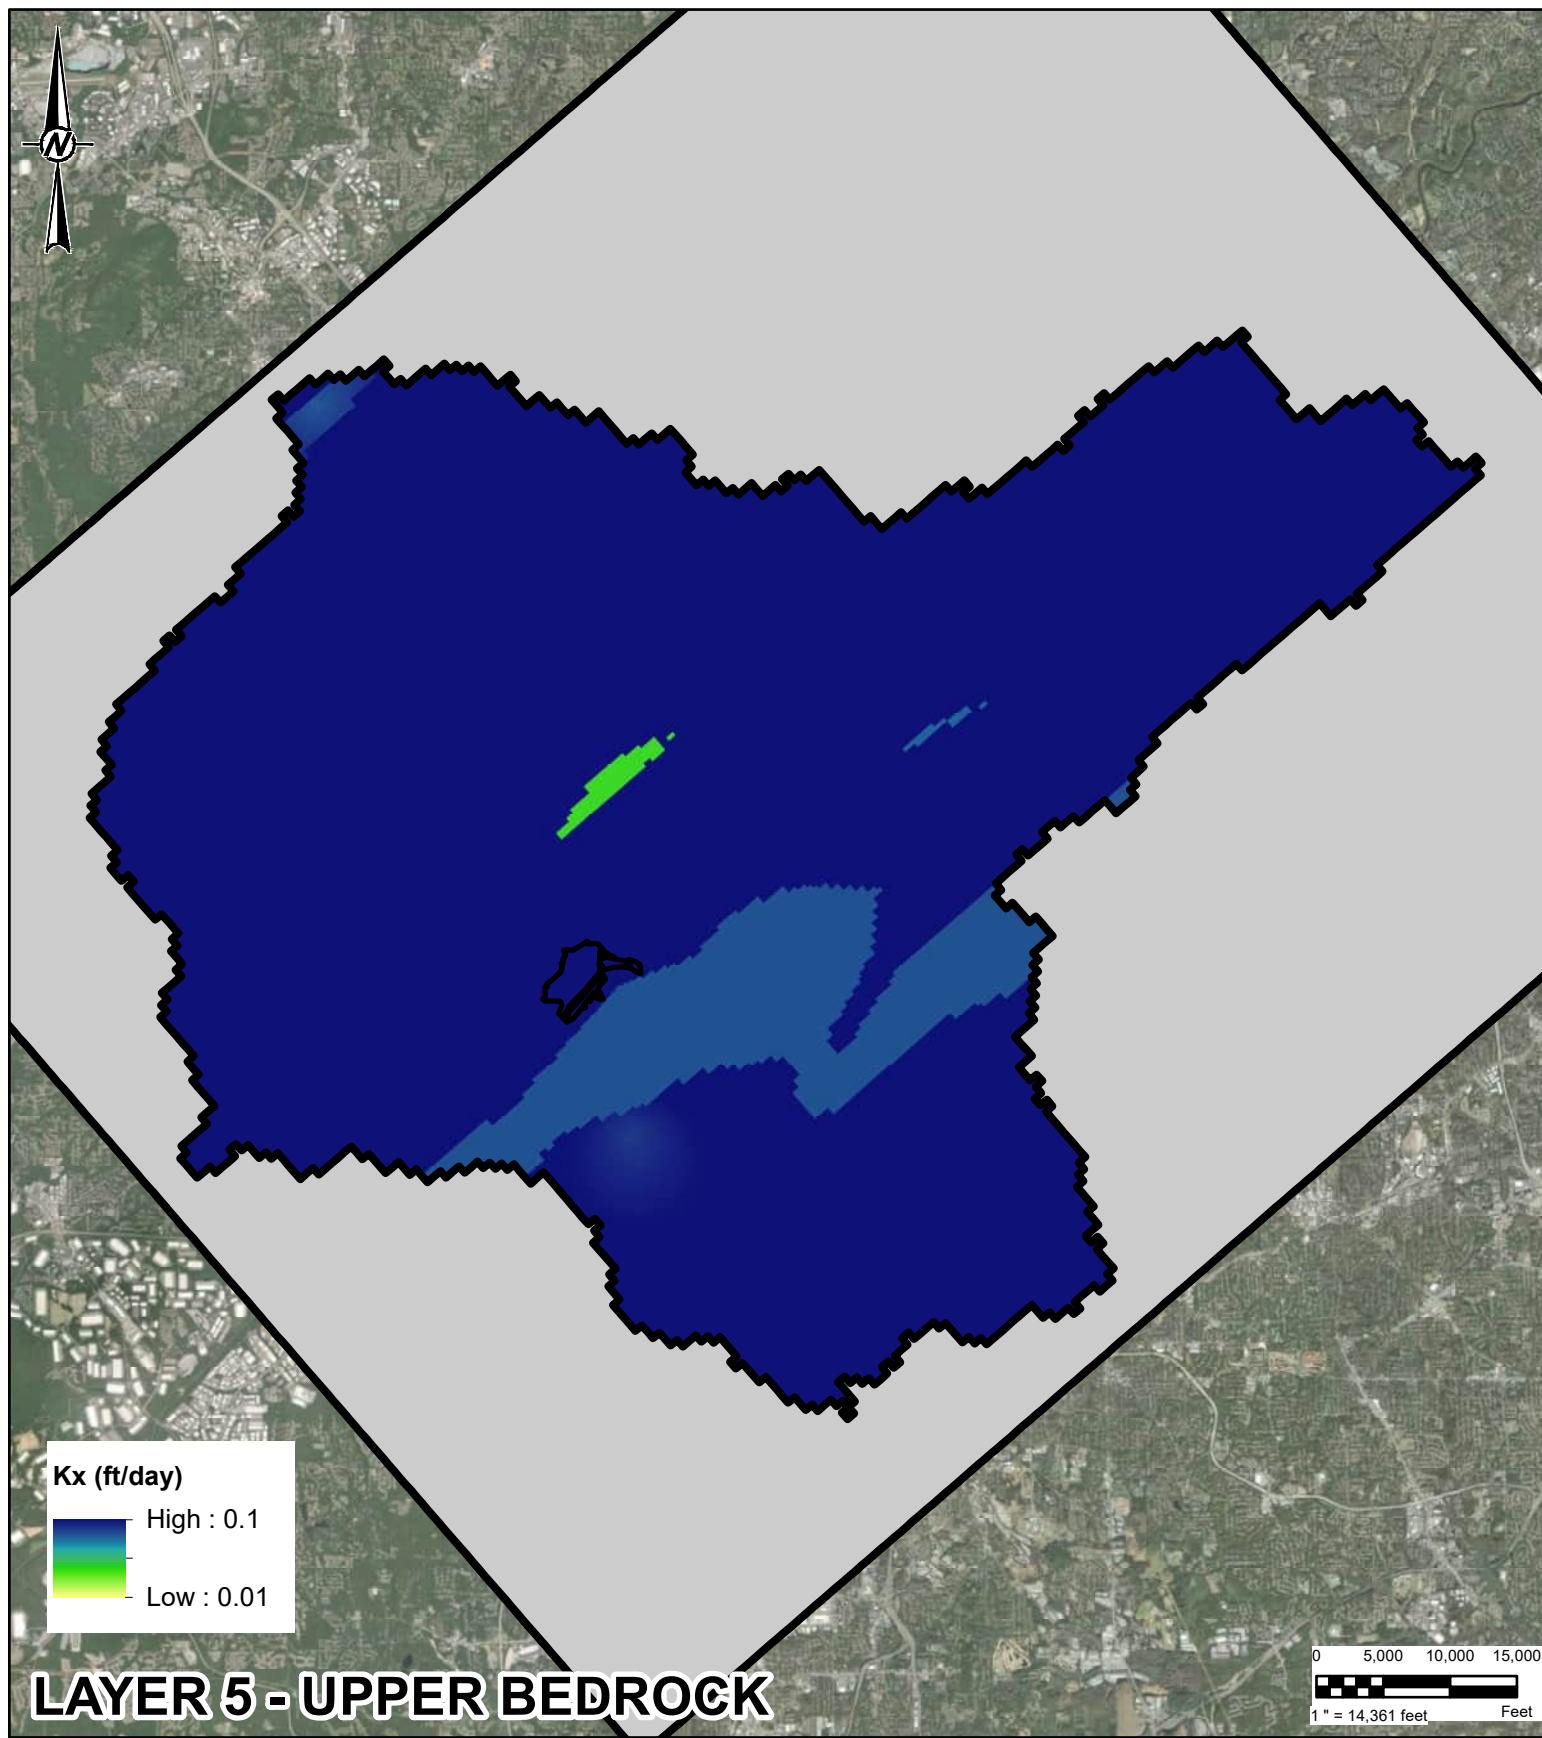 N
Kx (ft/day)
High : 0.1
Low : 0.01
LAYER 5 - UPPER BEDROCK
0 5,000 10,000 15,000
1 " = 14,361 feet
Feet